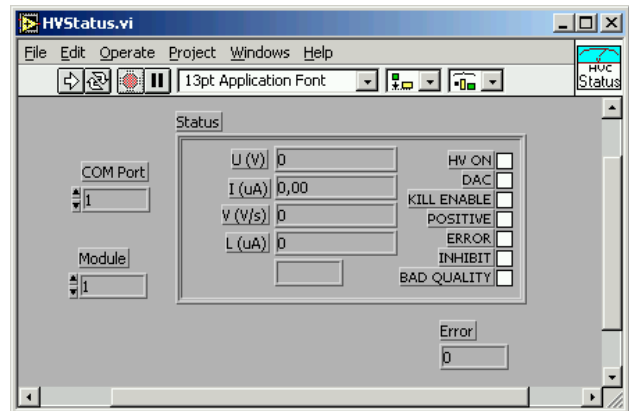 HVStatus.vi
File Edit Operate Project Windows Help
13pt Application Font
HVC
Status
Status
COM Port
1
Module
1
U (V) 0
I (uA) 0,00
V (V/s) 0
L (uA) 0
HV ON
DAC
KILL ENABLE
POSITIVE
ERROR
INHIBIT
BAD QUALITY
Error
0